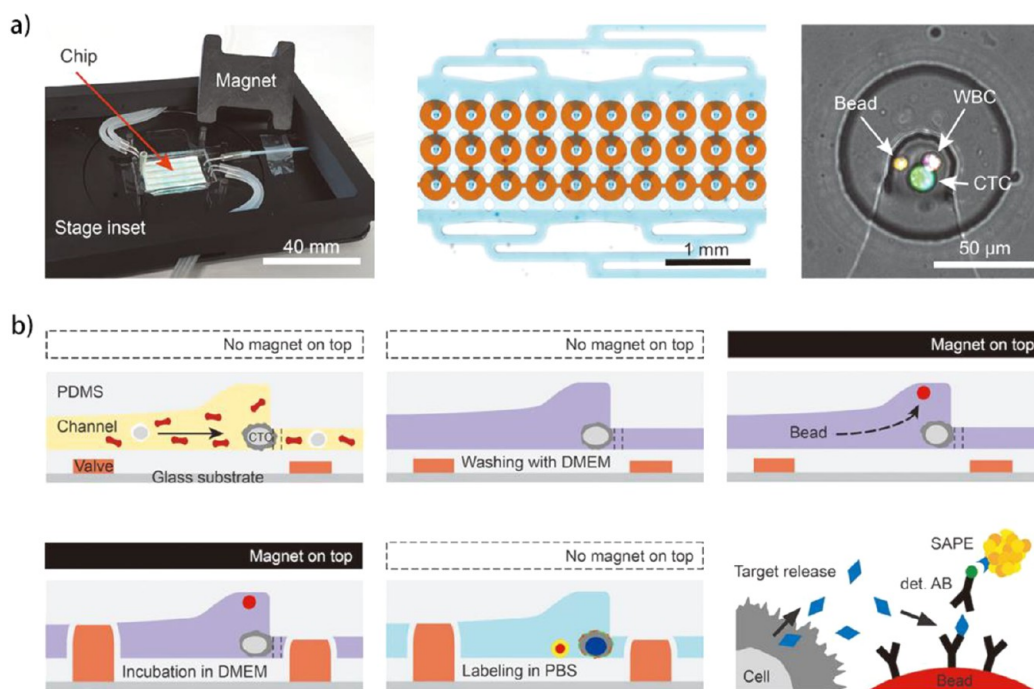 a)
Chip
Magnet
Stage inset
40 mm
1 mm
Bead
WBC
CTC
50 µm
b)
No magnet on top
PDMS
Channel
CTC
Valve
Glass substrate
No magnet on top
Washing with DMEM
Magnet on top
Bead
Magnet on top
Incubation in DMEM
No magnet on top
Labeling in PBS
SAPE
Target release
det. AB
Cell
Bead